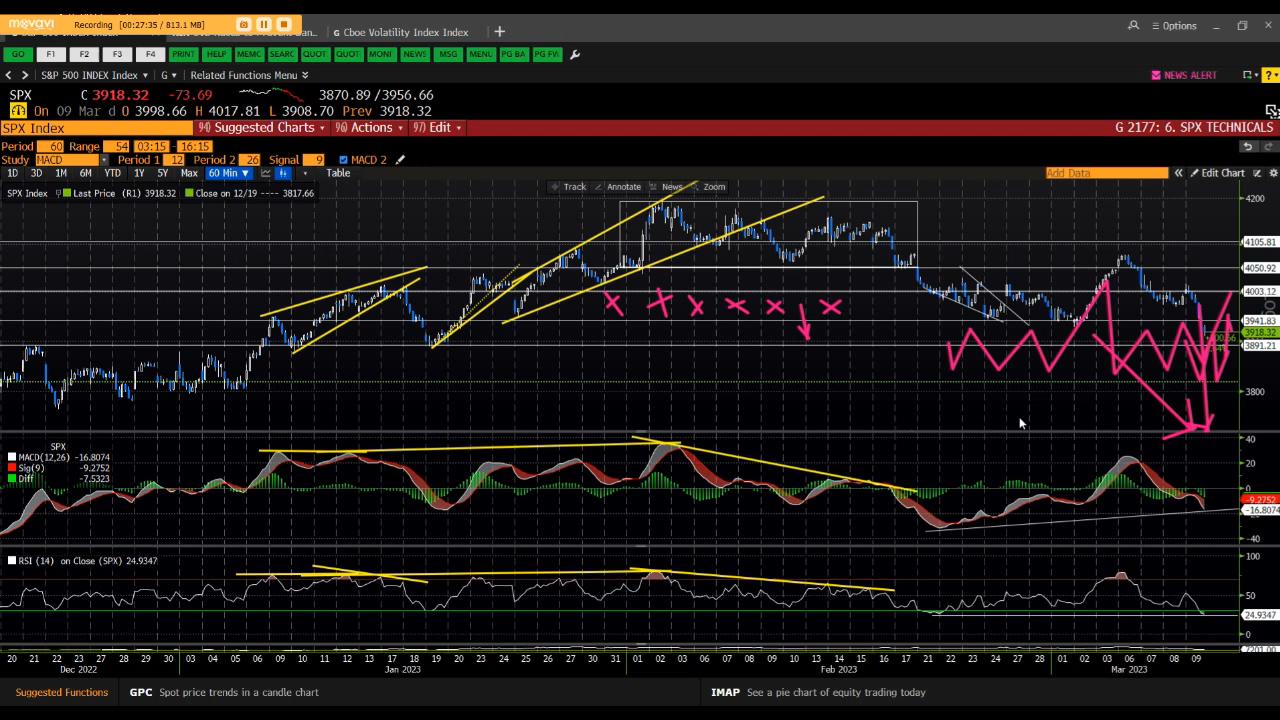 movavi Recording (00:27:35 / 813.1 MB)
G Cboe Volatility Index Index
Options
GO F1 F2 F3 F4 PRINT HELP MEMC SEARC QUOT QUOT MONI NEWS MSG MENU PG BA PG FW
S&P 500 INDEX Index G Related Functions Menu NEWS ALERT
SPX C 3918.32 -73.69 3870.89/3956.66
On 09 Mar d O 3998.66 H 4017.81 L 3908.70 Prev 3918.32
SPX Index 94) Suggested Charts 96) Actions 97) Edit G 2177: 6. SPX TECHNICALS
Period 60 Range 54 03:15 - 16:15
Study MACD Period 1 12 Period 2 26 Signal 9 MACD 2
1D 3D 1M 6M YTD 1Y 5Y Max 60 Min ▼ Table Add Data Edit Chart
Track Annotate News Zoom
SPX Index Last Price (R1) 3918.32 Close on 12/19 ---- 3817.66
4200
4105.81
4050.92
4003.12
3941.83
3918.32
3891.21
3800
SPX
MACD(12,26) -16.8074
Sig(9) -9.2752
Diff -7.5323
40
20
0
-9.2752
-16.8074
-40
RSI (14) on Close (SPX) 24.9347
100
50
24.9347
0
20 21 22 23 27 28 29 30 03 04 05 06 09 10 11 12 13 17 18 19 20 23 24 25 26 27 30 31 01 02 03 06 07 08 09 10 13 14 15 16 17 21 22 23 24 27 28 01 02 03 06 07 08 09
Dec 2022 Jan 2023 Feb 2023 Mar 2023
Suggested Functions GPC Spot price trends in a candle chart IMAP See a pie chart of equity trading today